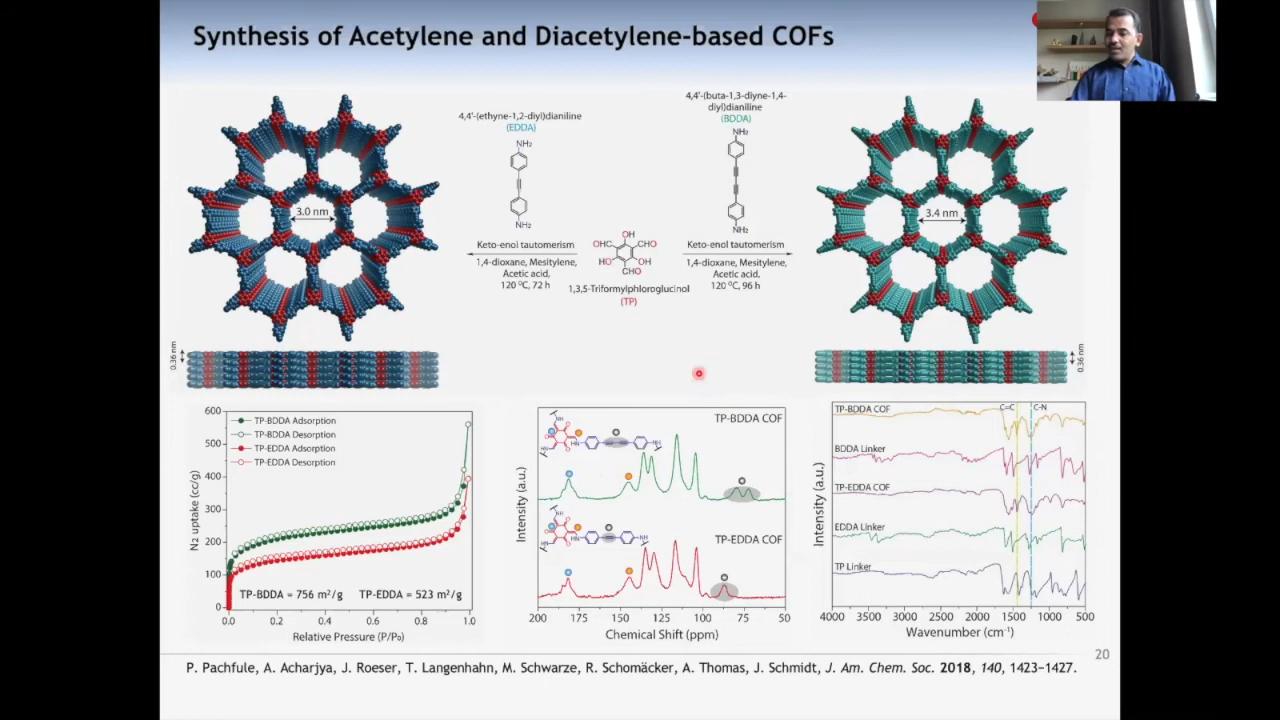 Synthesis of Acetylene and Diacetylene-based COFs
3.0 nm
0.36 nm
4,4'-(ethyne-1,2-diyl)dianiline
(EDDA)
NH₂
NH₂
Keto-enol tautomerism
1,4-dioxane, Mesitylene,
Acetic acid,
120 ⁰C, 72 h
OH
OHC
CHO
HO
OH
CHO
1,3,5-Triformylphloroglucinol
(TP)
4,4'-(buta-1,3-diyne-1,4-
diyl)dianiline
(BDDA)
NH₂
NH₂
Keto-enol tautomerism
1,4-dioxane, Mesitylene,
Acetic acid,
120 ⁰C, 96 h
3.4 nm
0.36 nm
N₂ uptake (cc/g)
600
500
400
300
200
100
0
TP-BDDA Adsorption
TP-BDDA Desorption
TP-EDDA Adsorption
TP-EDDA Desorption
TP-BDDA = 756 m²/g TP-EDDA = 523 m²/g
0.0 0.2 0.4 0.6 0.8 1.0
Relative Pressure (P/P₀)
Intensity (a.u.)
TP-BDDA COF
TP-EDDA COF
200 175 150 125 100 75 50
Chemical Shift (ppm)
Intensity (a.u.)
C=C
C-N
TP-BDDA COF
BDDA Linker
TP-EDDA COF
EDDA Linker
TP Linker
4000 3500 3000 2500 2000 1500 1000 500
Wavenumber (cm⁻¹)
20
P. Pachfule, A. Acharjya, J. Roeser, T. Langenhahn, M. Schwarze, R. Schomäcker, A. Thomas, J. Schmidt, J. Am. Chem. Soc. 2018, 140, 1423−1427.